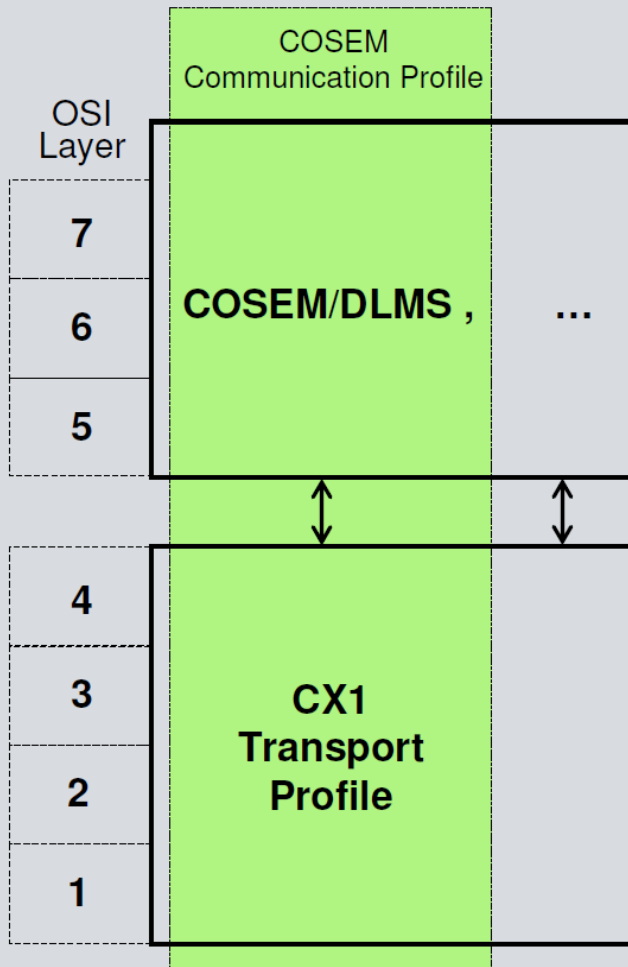 COSEM
Communication Profile
OSI
Layer
7
6
5
COSEM/DLMS , ...
4
3
2
1
CX1
Transport
Profile